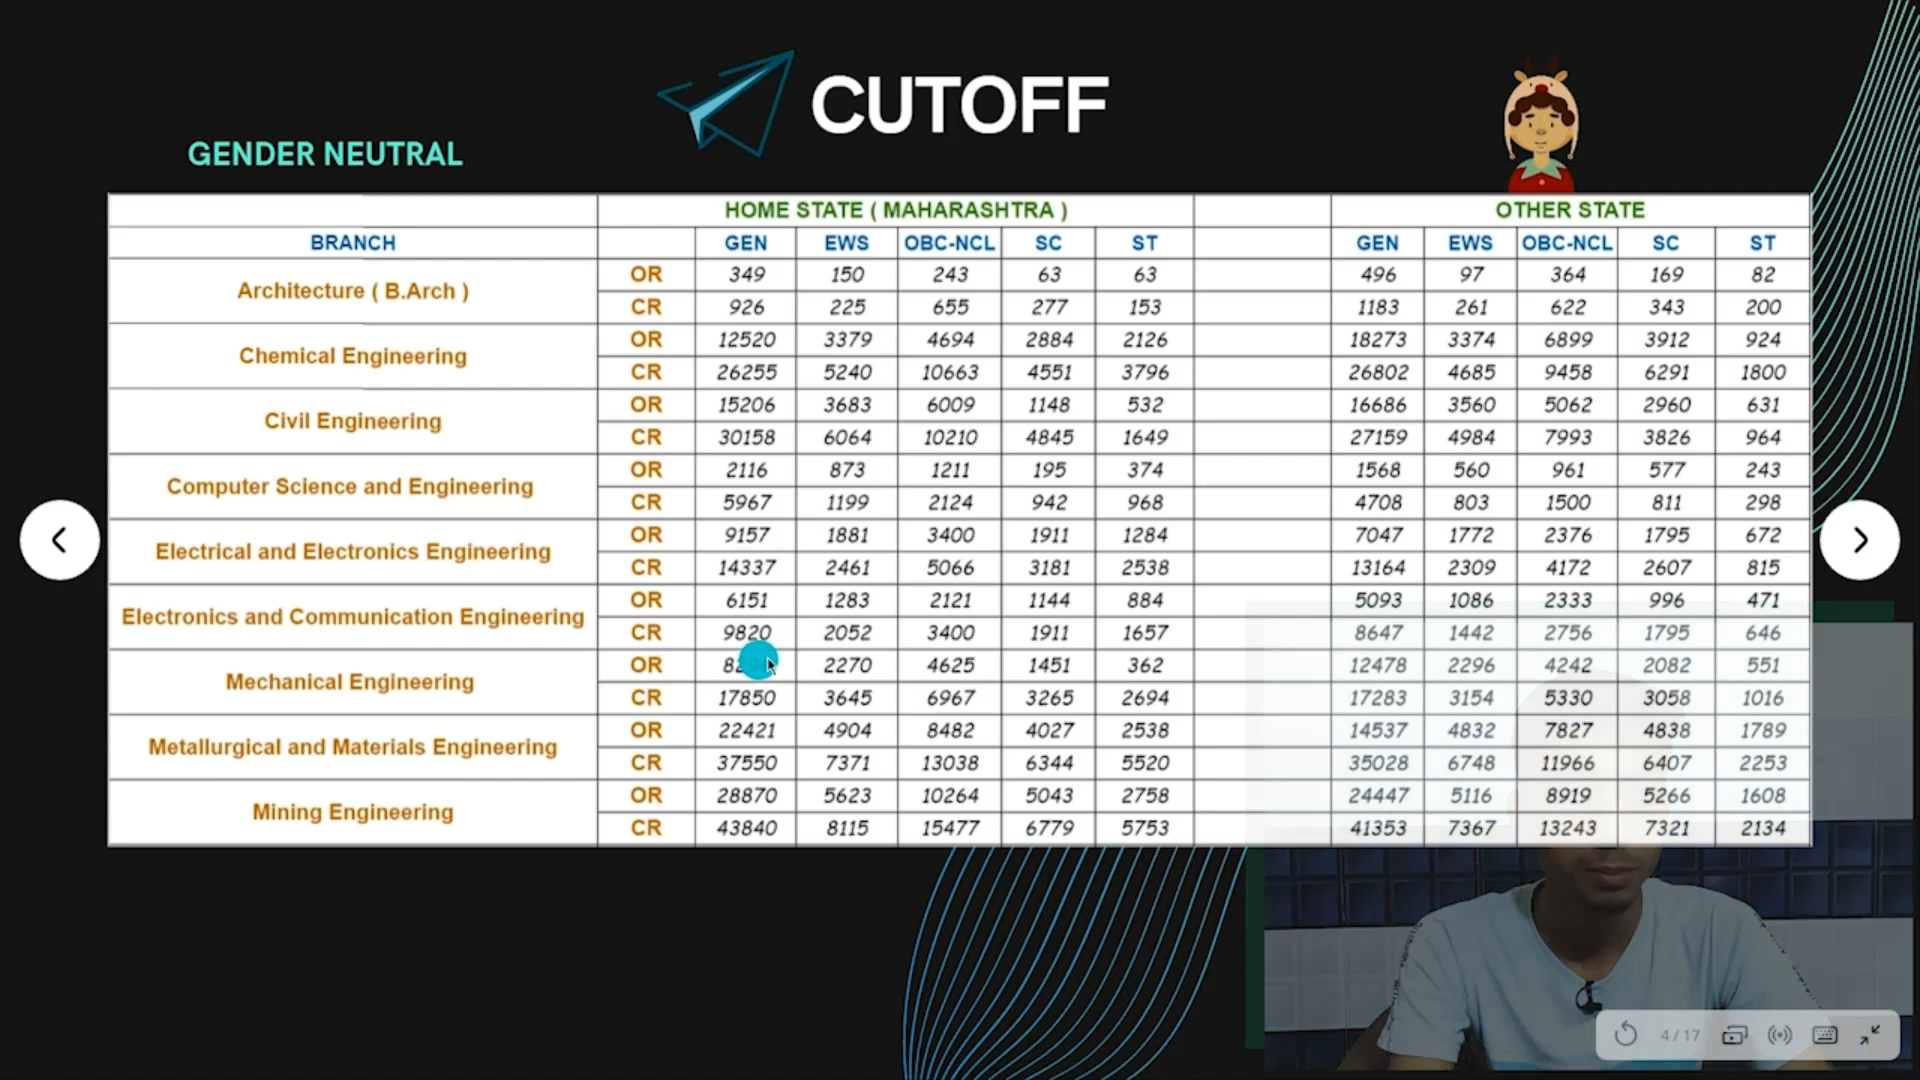 CUTOFF
GENDER NEUTRAL
HOME STATE ( MAHARASHTRA ) OTHER STATE
BRANCH GEN EWS OBC-NCL SC ST GEN EWS OBC-NCL SC ST
Architecture ( B.Arch )
OR 349 150 243 63 63 496 97 364 169 82
CR 926 225 655 277 153 1183 261 622 343 200
Chemical Engineering
OR 12520 3379 4694 2884 2126 18273 3374 6899 3912 924
CR 26255 5240 10663 4551 3796 26802 4685 9458 6291 1800
Civil Engineering
OR 15206 3683 6009 1148 532 16686 3560 5062 2960 631
CR 30158 6064 10210 4845 1649 27159 4984 7993 3826 964
Computer Science and Engineering
OR 2116 873 1211 195 374 1568 560 961 577 243
CR 5967 1199 2124 942 968 4708 803 1500 811 298
Electrical and Electronics Engineering
OR 9157 1881 3400 1911 1284 7047 1772 2376 1795 672
CR 14337 2461 5066 3181 2538 13164 2309 4172 2607 815
Electronics and Communication Engineering
OR 6151 1283 2121 1144 884 5093 1086 2333 996 471
CR 9820 2052 3400 1911 1657 8647 1442 2756 1795 646
Mechanical Engineering
OR 2270 4625 1451 362 12478 2296 4242 2082 551
CR 17850 3645 6967 3265 2694 17283 3154 5330 3058 1016
Metallurgical and Materials Engineering
OR 22421 4904 8482 4027 2538 14537 4832 7827 4838 1789
CR 37550 7371 13038 6344 5520 35028 6748 11966 6407 2253
Mining Engineering
OR 28870 5623 10264 5043 2758 24447 5116 8919 5266 1608
CR 43840 8115 15477 6779 5753 41353 7367 13243 7321 2134
4 / 17